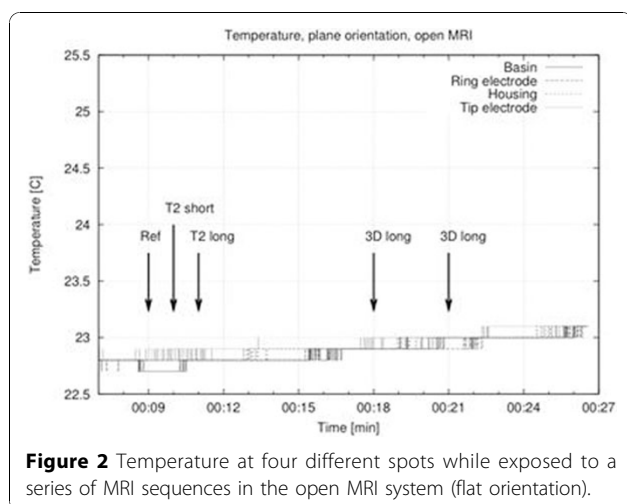 Temperature, plane orientation, open MRI
Basin
Ring electrode
Housing
Tip electrode
25.5
25
24.5
24
23.5
23
22.5
Temperature [C]
T2 short
Ref
T2 long
3D long
3D long
00:09
00:12
00:15
00:18
00:21
00:24
00:27
Time [min]
Figure 2 Temperature at four different spots while exposed to a
series of MRI sequences in the open MRI system (flat orientation).